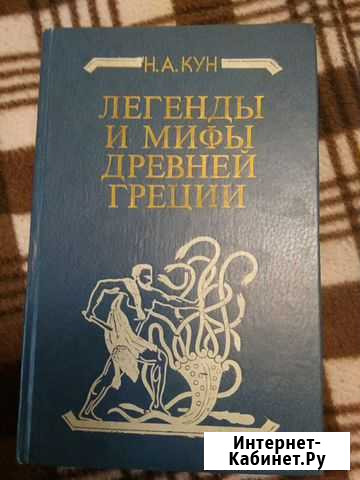 Н.А.КУН
ЛЕГЕНДЫ
И МИФЫ
ДРЕВНЕЙ
ГРЕЦИИ
Интернет-
Кабинет.Ру